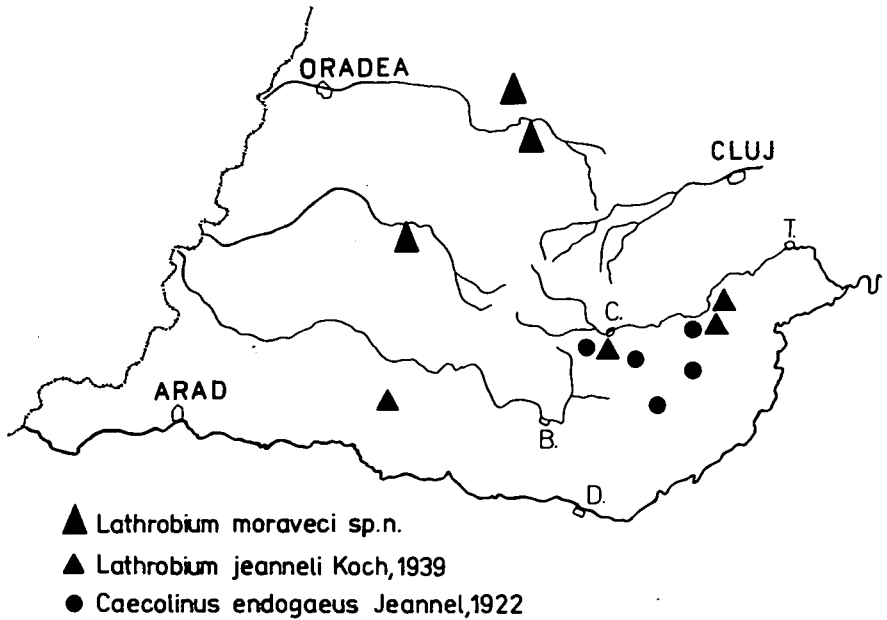 ORADEA
CLUJ
T.
C.
ARAD
B.
D.
Lathrobium moraveci sp.n.
Lathrobium jeanneli Koch,1939
Caecolinus endogaeus Jeannel,1922